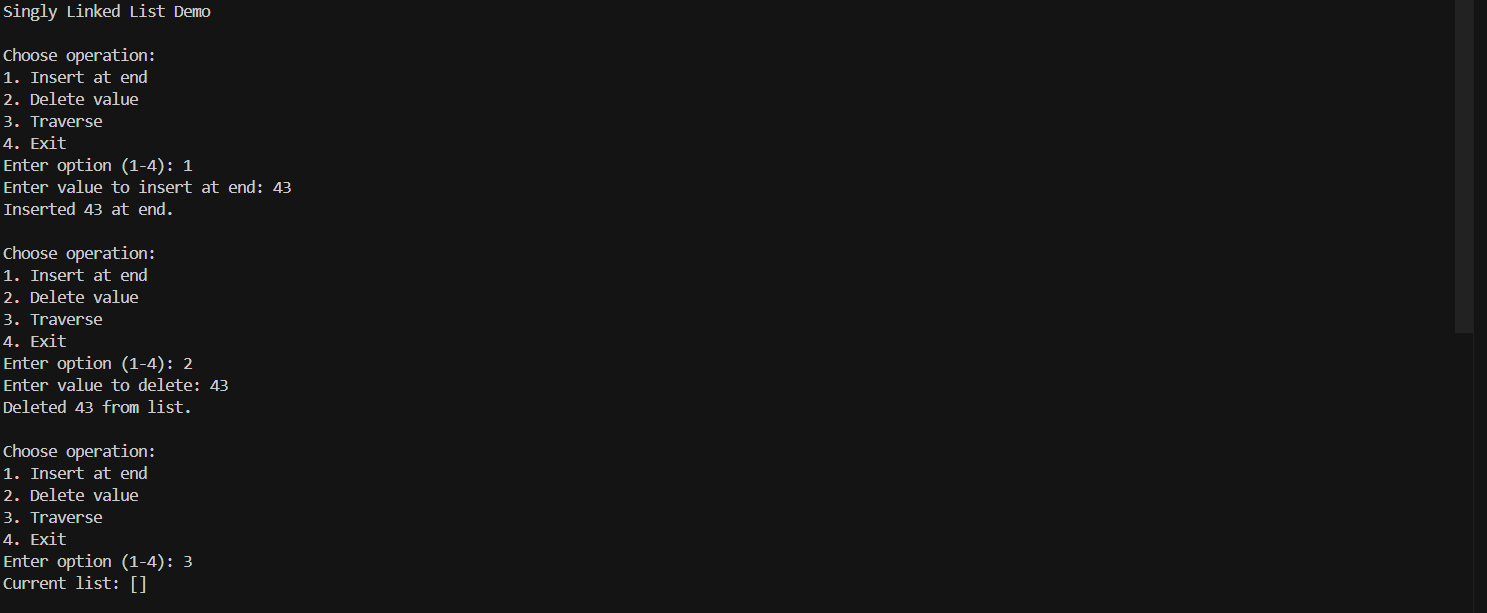 Singly Linked List Demo
Choose operation:
1. Insert at end
2. Delete value
3. Traverse
4. Exit
Enter option (1-4): 1
Enter value to insert at end: 43
Inserted 43 at end.
Choose operation:
1. Insert at end
2. Delete value
3. Traverse
4. Exit
Enter option (1-4): 2
Enter value to delete: 43
Deleted 43 from list.
Choose operation:
1. Insert at end
2. Delete value
3. Traverse
4. Exit
Enter option (1-4): 3
Current list: []